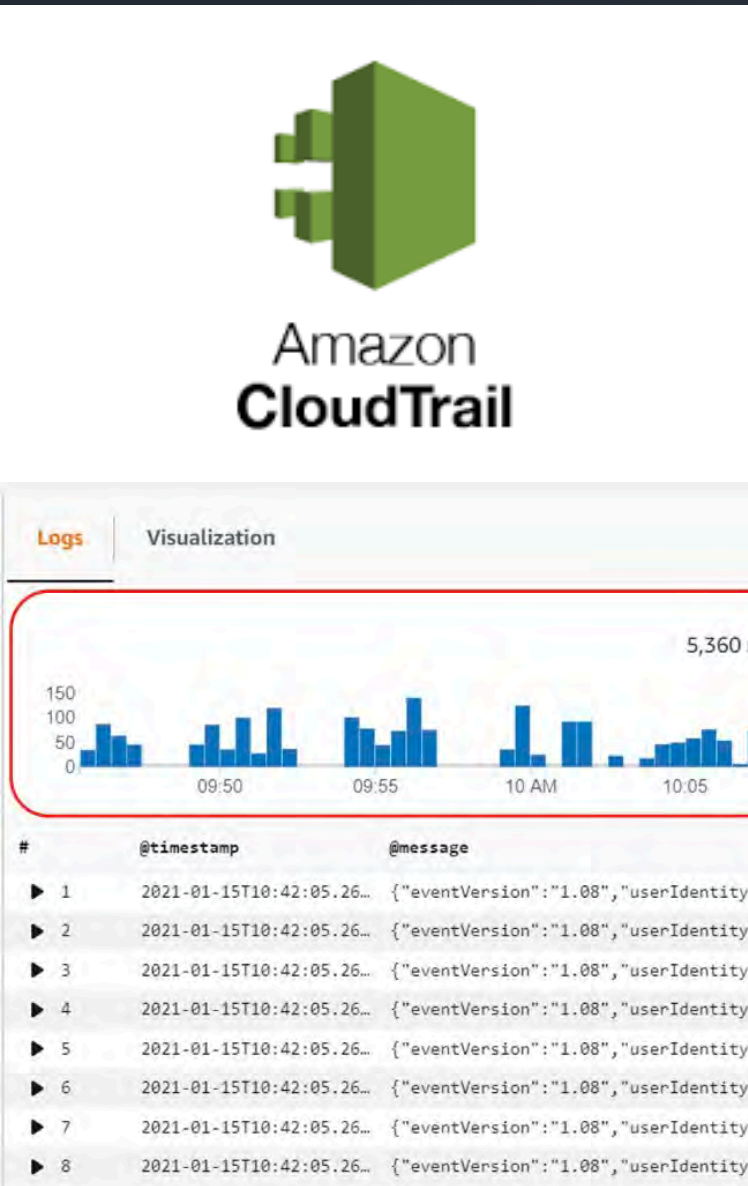 Amazon
CloudTrail
Logs Visualization
5,360
150
100
50
0
09:50 09:55 10 AM 10:05
# @timestamp @message
1 2021-01-15T10:42:05.26… {"eventVersion":"1.08","userIdentity
2 2021-01-15T10:42:05.26… {"eventVersion":"1.08","userIdentity
3 2021-01-15T10:42:05.26… {"eventVersion":"1.08","userIdentity
4 2021-01-15T10:42:05.26… {"eventVersion":"1.08","userIdentity
5 2021-01-15T10:42:05.26… {"eventVersion":"1.08","userIdentity
6 2021-01-15T10:42:05.26… {"eventVersion":"1.08","userIdentity
7 2021-01-15T10:42:05.26… {"eventVersion":"1.08","userIdentity
8 2021-01-15T10:42:05.26… {"eventVersion":"1.08","userIdentity